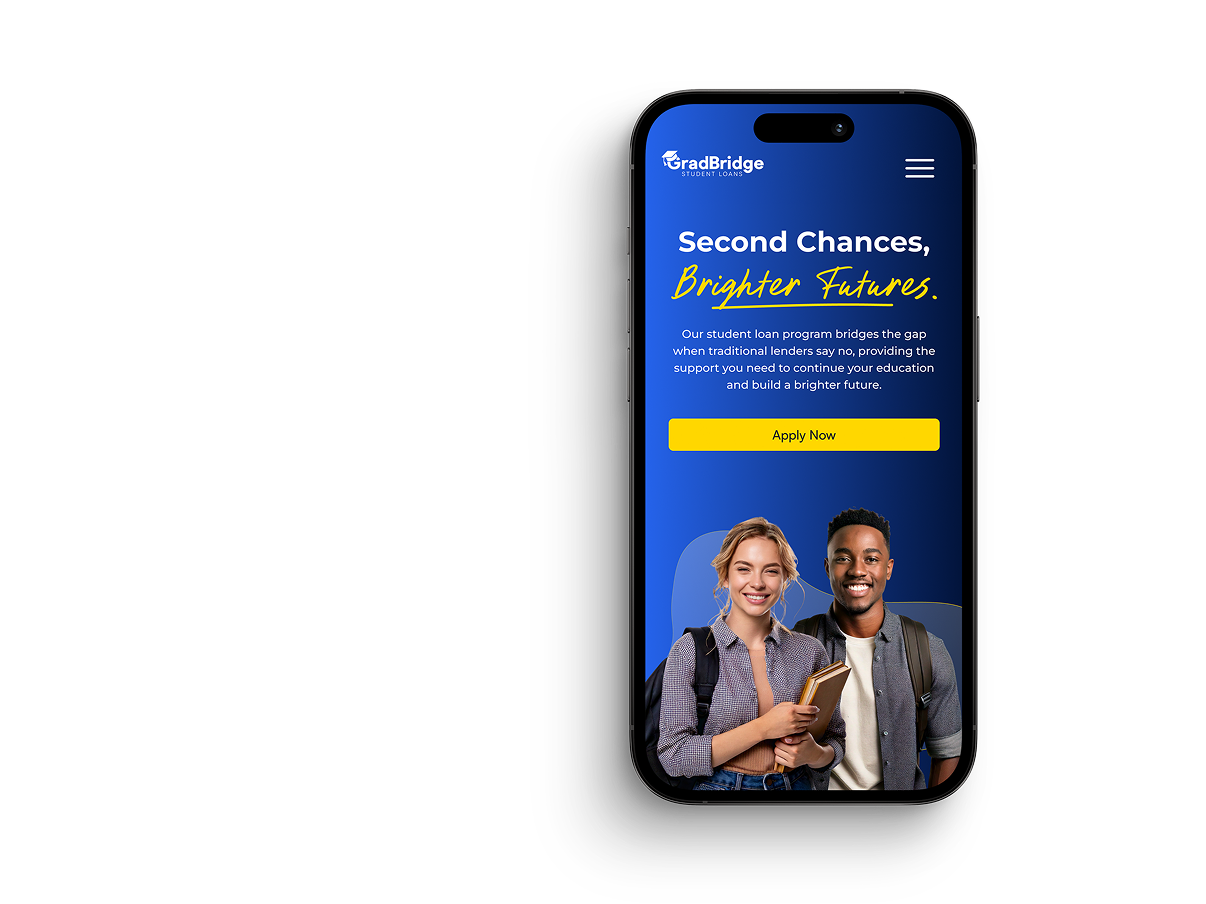 GradBridge
STUDENT LOANS
Second Chances,
Brighter Futures.
Our student loan program bridges the gap
when traditional lenders say no, providing the
support you need to continue your education
and build a brighter future.
Apply Now